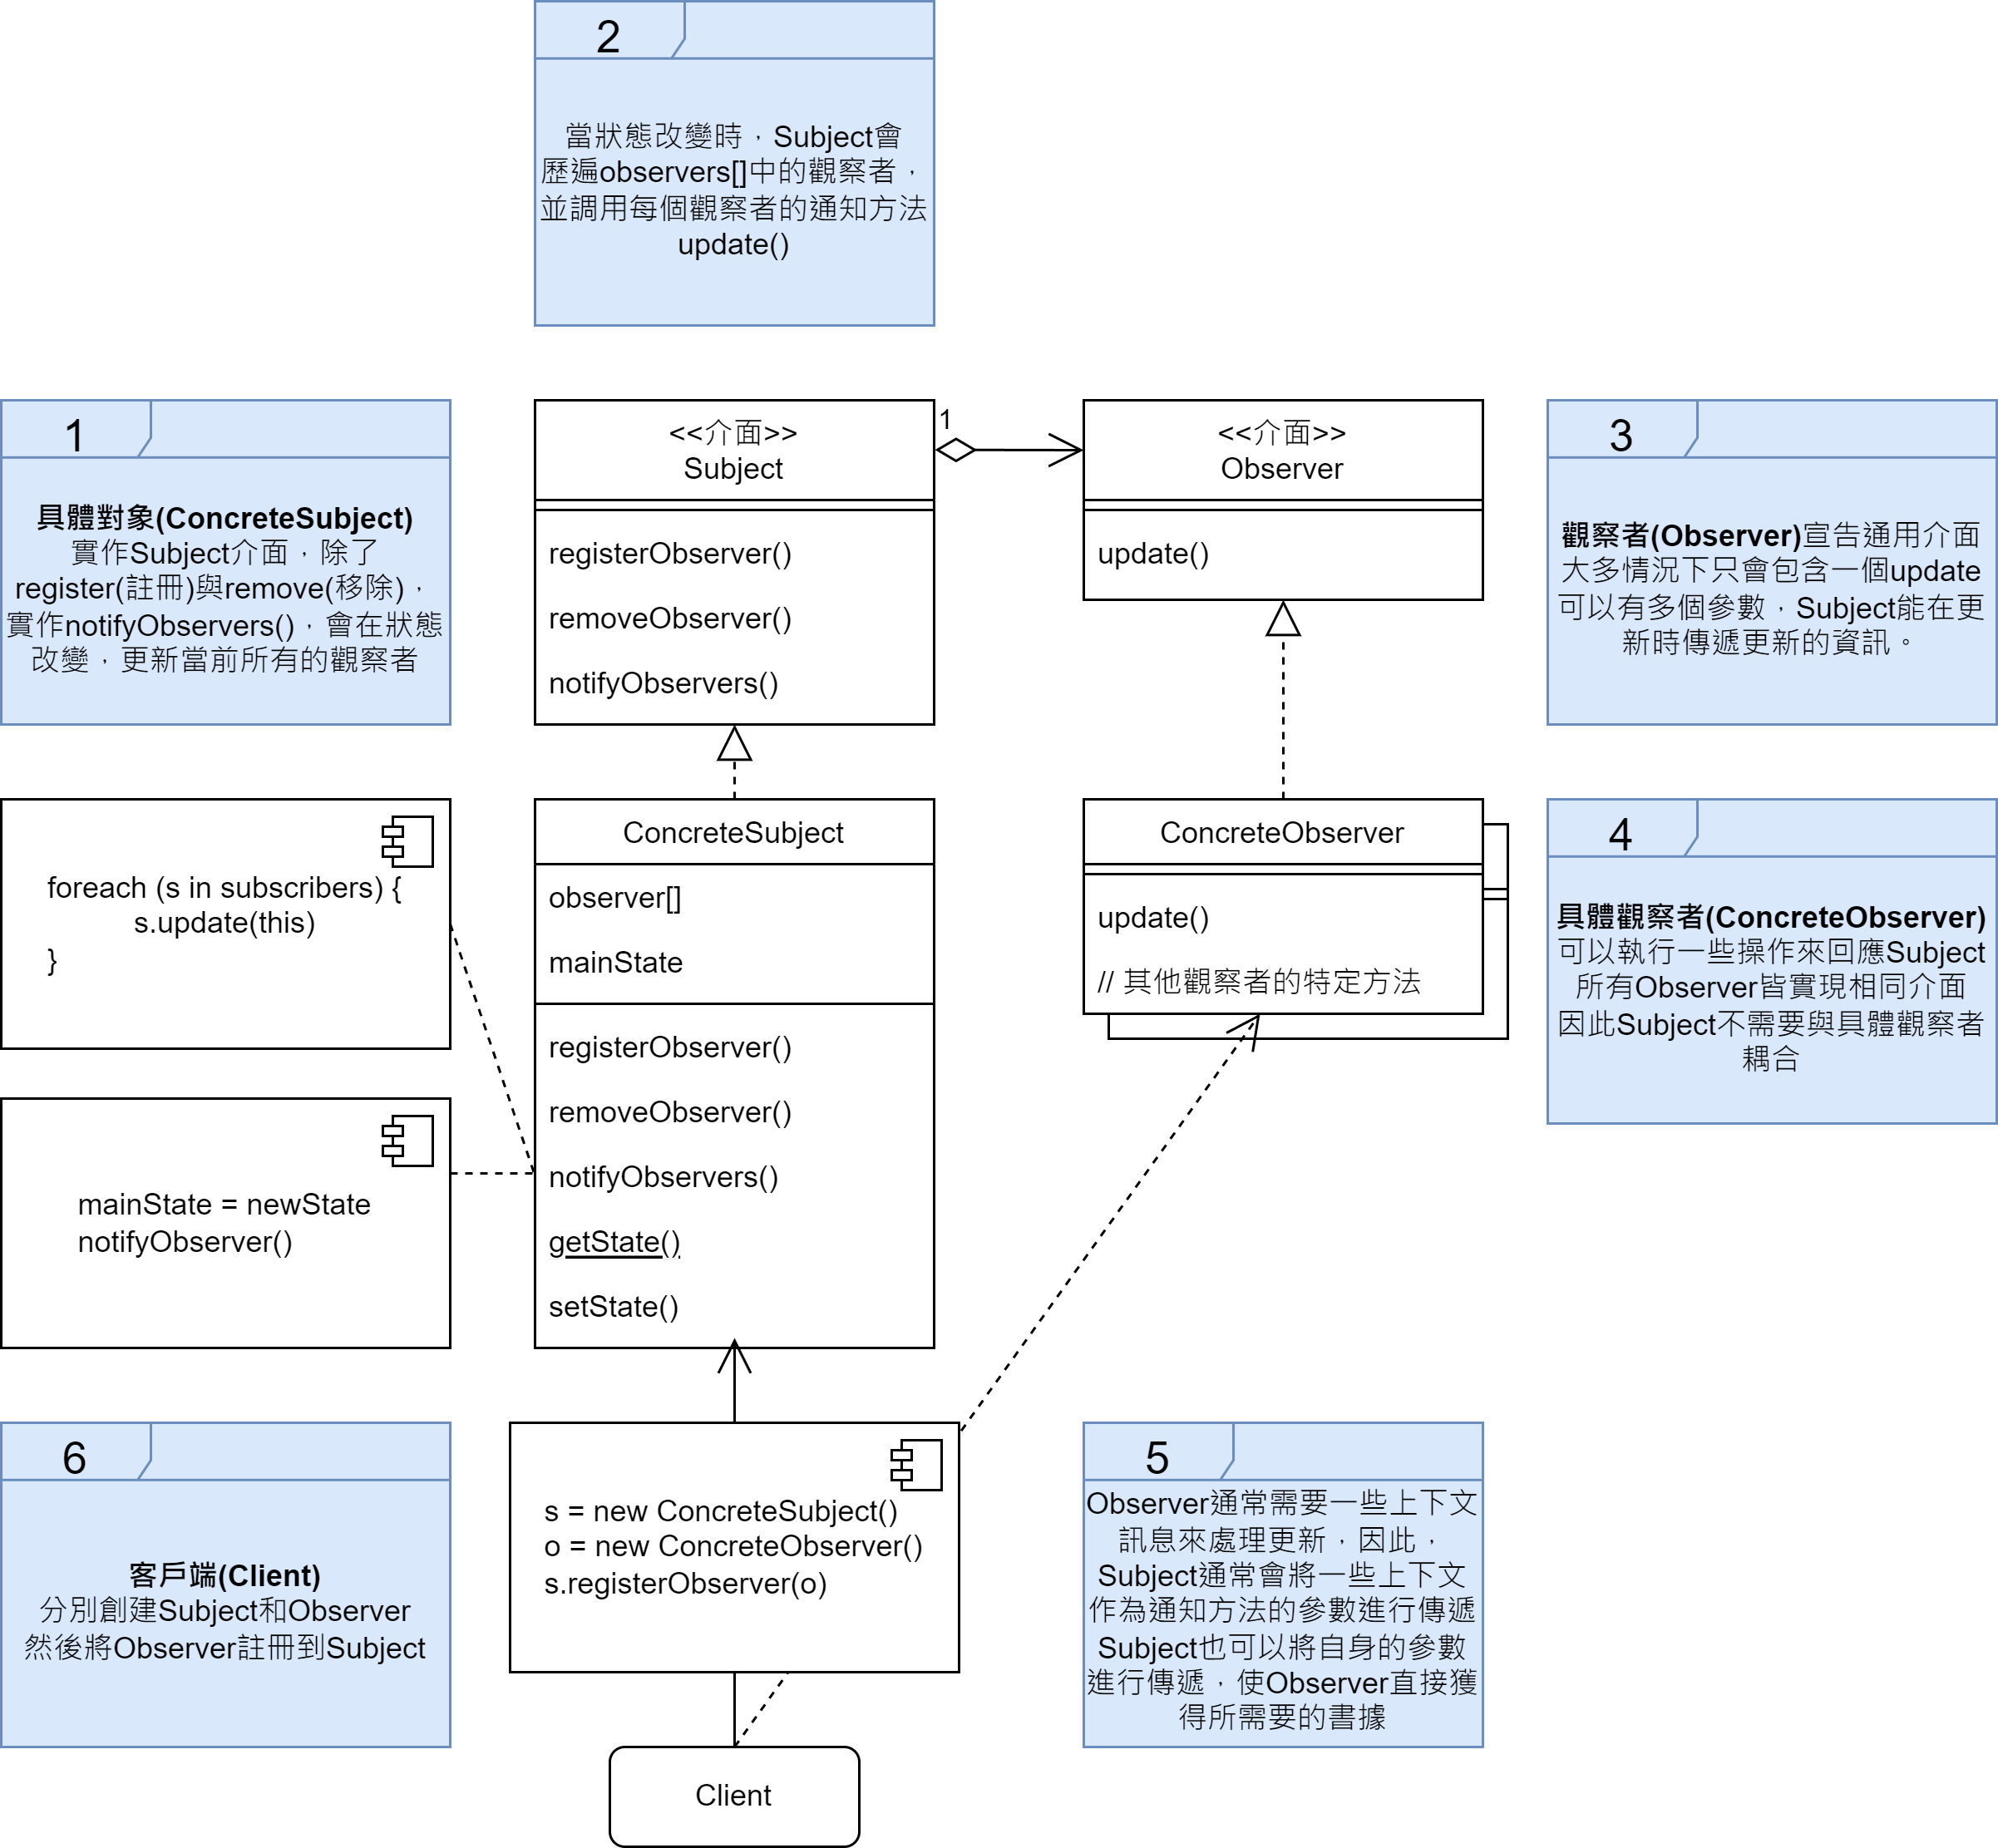 2
當狀態改變時，Subject會
歷遍observers[]中的觀察者，
並調用每個觀察者的通知方法
update()
1
具體對象(ConcreteSubject)
實作Subject介面，除了
register(註冊)與remove(移除)，
實作notifyObservers()，會在狀態
改變，更新當前所有的觀察者
<<介面>>
Subject
registerObserver()
removeObserver()
notifyObservers()
1
<<介面>>
Observer
update()
3
觀察者(Observer)宣告通用介面
大多情況下只會包含一個update
可以有多個參數，Subject能在更
新時傳遞更新的資訊。
foreach (s in subscribers) {
s.update(this)
}
mainState = newState
notifyObserver()
ConcreteSubject
observer[]
mainState
registerObserver()
removeObserver()
notifyObservers()
getState()
setState()
ConcreteObserver
update()
// 其他觀察者的特定方法
4
具體觀察者(ConcreteObserver)
可以執行一些操作來回應Subject
所有Observer皆實現相同介面
因此Subject不需要與具體觀察者
耦合
6
客戶端(Client)
分別創建Subject和Observer
然後將Observer註冊到Subject
s = new ConcreteSubject()
o = new ConcreteObserver()
s.registerObserver(o)
Client
5
Observer通常需要一些上下文
訊息來處理更新，因此，
Subject通常會將一些上下文
作為通知方法的參數進行傳遞
Subject也可以將自身的參數
進行傳遞，使Observer直接獲
得所需要的書據